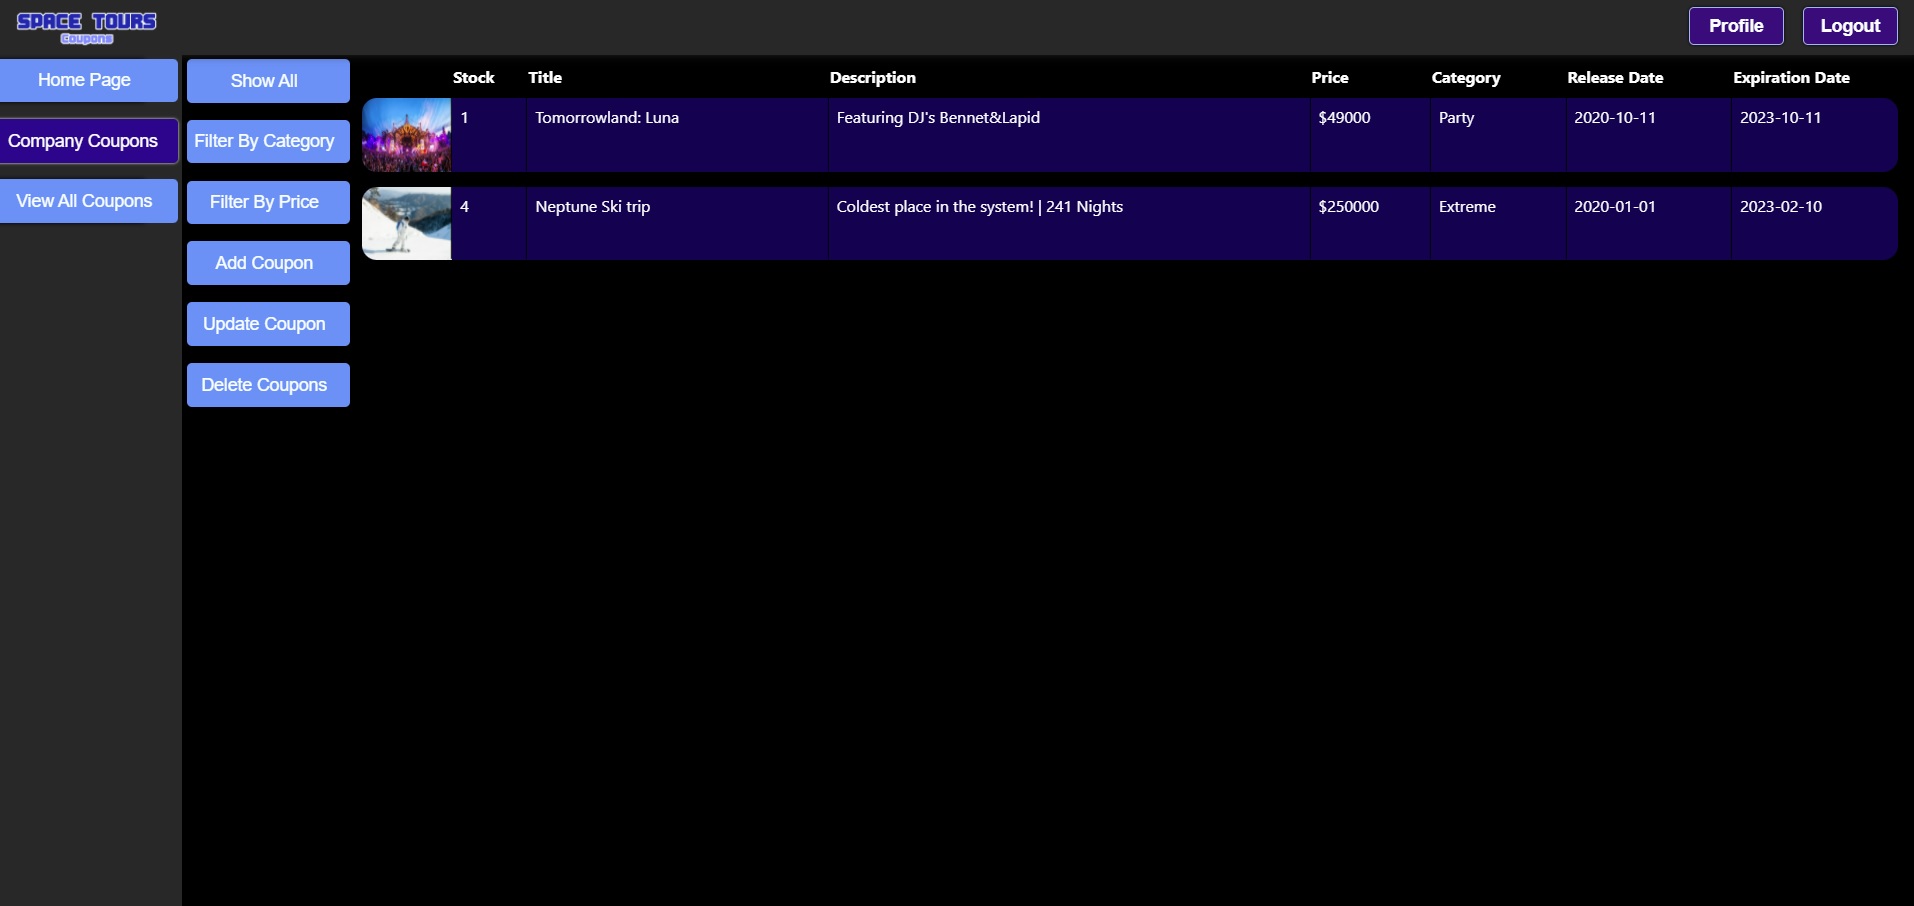 SPACE TOURS
Coupons
Profile
Logout
Home Page
Company Coupons
View All Coupons
Show All
Filter By Category
Filter By Price
Add Coupon
Update Coupon
Delete Coupons
Stock Title Description Price Category Release Date Expiration Date
1 Tomorrowland: Luna Featuring DJ's Bennet&Lapid $49000 Party 2020-10-11 2023-10-11
4 Neptune Ski trip Coldest place in the system! | 241 Nights $250000 Extreme 2020-01-01 2023-02-10